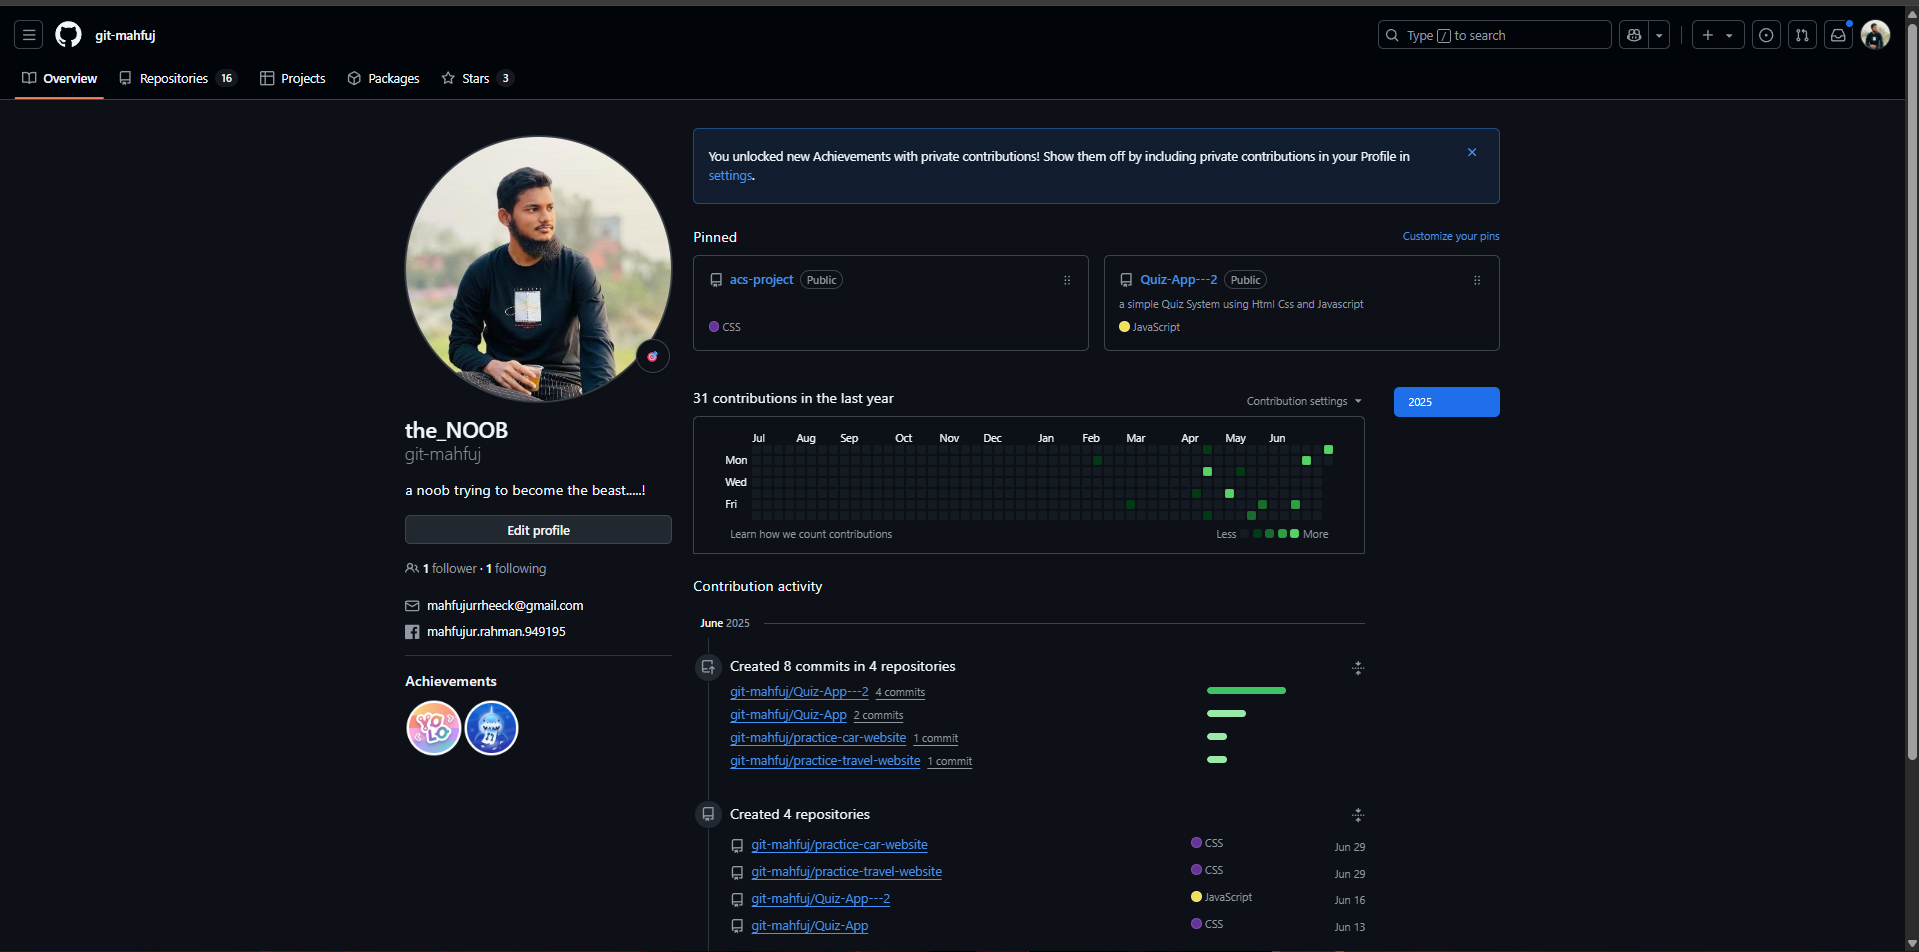 git-mahfuj
Type / to search
Overview
Repositories 16
Projects
Packages
Stars 3
You unlocked new Achievements with private contributions! Show them off by including private contributions in your Profile in
settings.
the_NOOB
git-mahfuj
a noob trying to become the beast.....!
Edit profile
1 follower · 1 following
mahfujurrheeck@gmail.com
mahfujur.rahman.949195
Achievements
YOLO
Pinned
Customize your pins
acs-project Public
CSS
Quiz-App---2 Public
a simple Quiz System using Html Css and Javascript
JavaScript
31 contributions in the last year
Contribution settings
2025
Jul Aug Sep Oct Nov Dec Jan Feb Mar Apr May Jun
Mon
Wed
Fri
Learn how we count contributions
Less More
Contribution activity
June 2025
Created 8 commits in 4 repositories
git-mahfuj/Quiz-App---2 4 commits
git-mahfuj/Quiz-App 2 commits
git-mahfuj/practice-car-website 1 commit
git-mahfuj/practice-travel-website 1 commit
Created 4 repositories
git-mahfuj/practice-car-website CSS Jun 29
git-mahfuj/practice-travel-website CSS Jun 29
git-mahfuj/Quiz-App---2 JavaScript Jun 16
git-mahfuj/Quiz-App CSS Jun 13